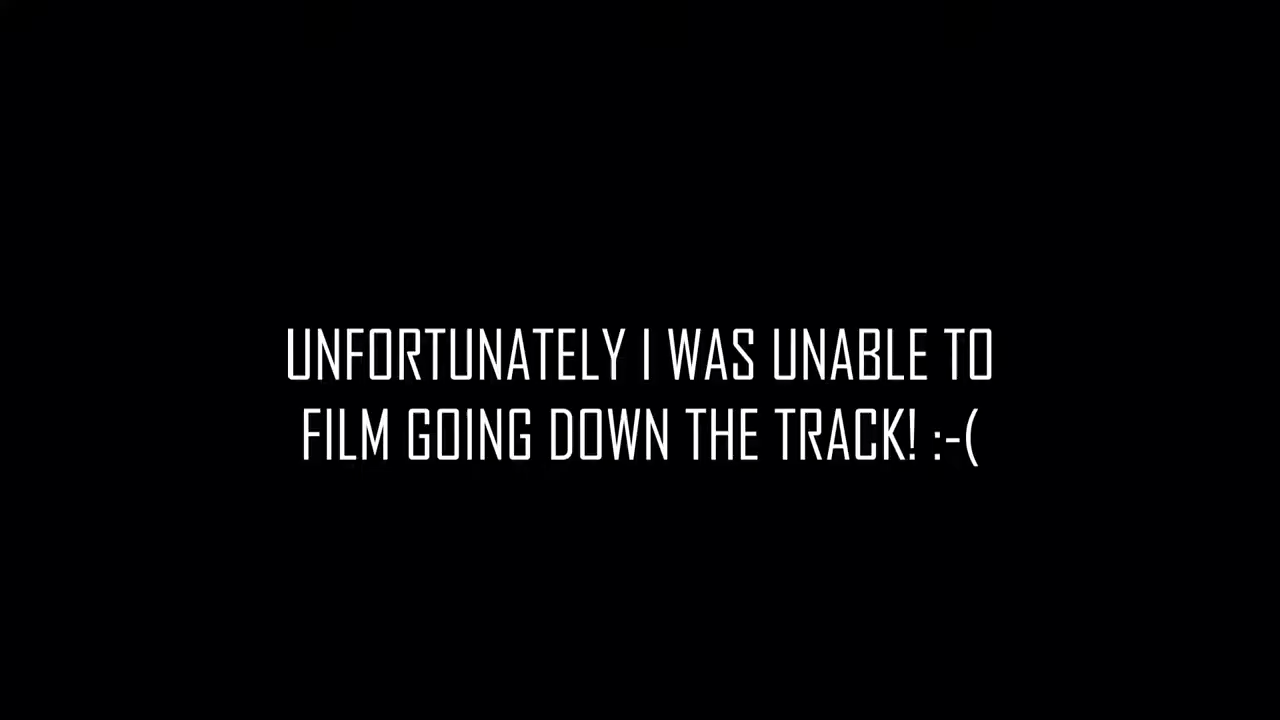 UNFORTUNATELY I WAS UNABLE TO
FILM GOING DOWN THE TRACK! :-(